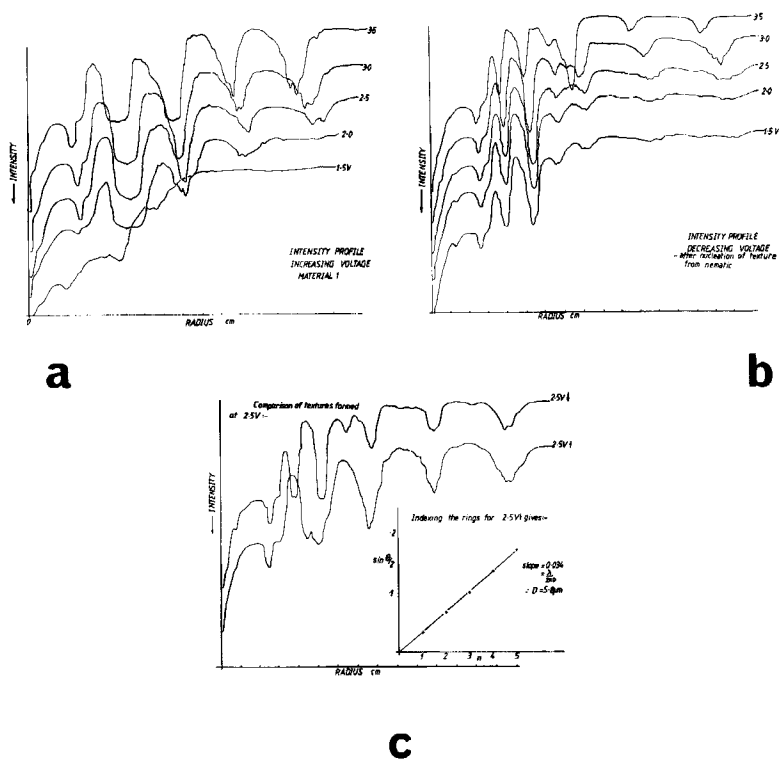 3·5
3·0
2·5
2·0
1·5V
INTENSITY
INTENSITY PROFILE
INCREASING VOLTAGE
MATERIAL 1
0
RADIUS cm
a
3·5
3·0
2·5
2·0
1·5V
INTENSITY
INTENSITY PROFILE
DECREASING VOLTAGE
- after nucleation of texture
from nematic
RADIUS cm
b
Comparison of textures formed
at 2·5V :-
2·5V↓
2·5V↑
INTENSITY
Indexing the rings for 2·5V↑ gives:-
·2
sin θ/2
·1
slope = 0·034
= λ
∴ D = 5·8μm
1 2 3 4 5
n
RADIUS cm
c